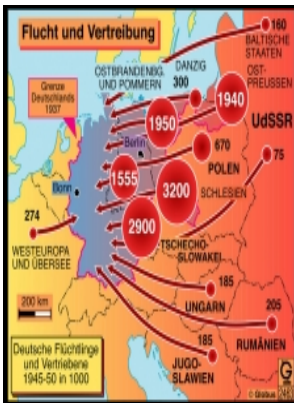 Flucht und Vertreibung
160
BALTISCHE
STAATEN
DANZIG
300
OSTBRANDENBG.
UND POMMERN
OST-
PREUSSEN
1940
Grenze
Deutschlands
1937
1950
UdSSR
Berlin
670
POLEN
75
1555
3200
SCHLESIEN
Bonn
274
WESTEUROPA
UND ÜBERSEE
2900
TSCHECHO-
SLOWAKEI
185
UNGARN
200 km
205
RUMÄNIEN
185
JUGO-
SLAWIEN
Deutsche Flüchtlinge
und Vertriebene
1945-50 in 1000
G
© Globus